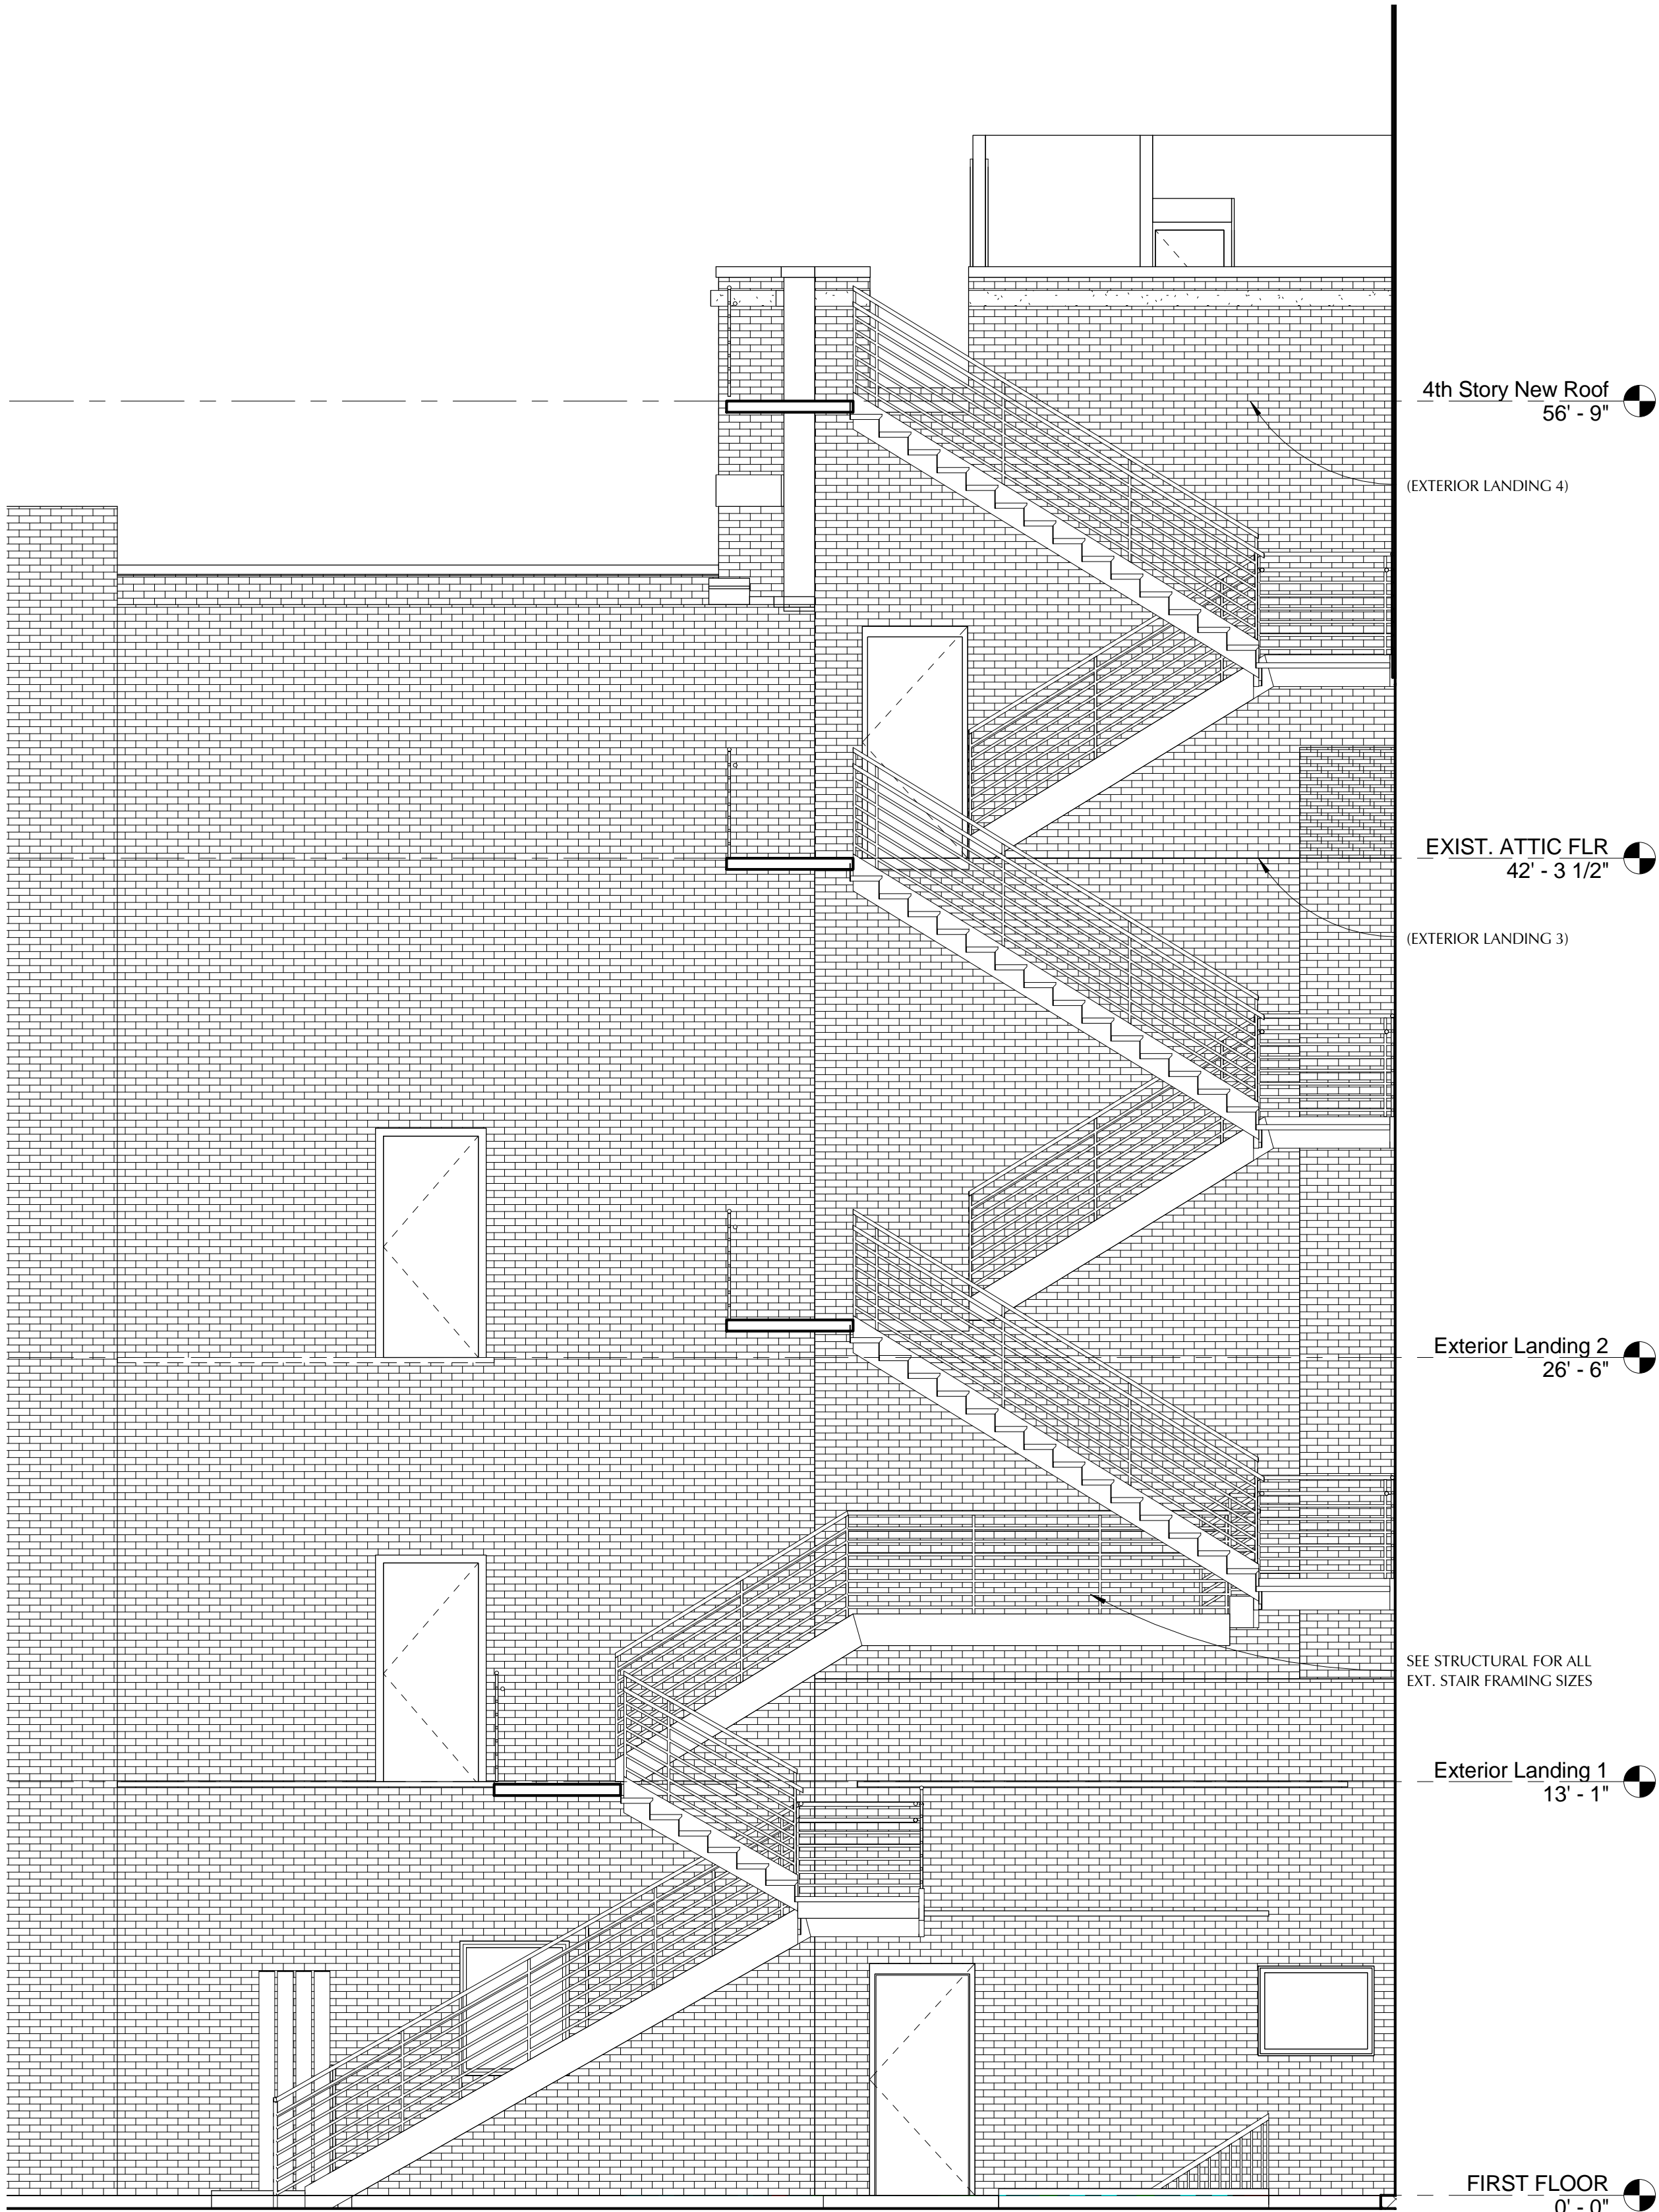 4th Story New Roof
56' - 9"
(EXTERIOR LANDING 4)
EXIST. ATTIC FLR
42' - 3 1/2"
(EXTERIOR LANDING 3)
Exterior Landing 2
26' - 6"
SEE STRUCTURAL FOR ALL
EXT. STAIR FRAMING SIZES
Exterior Landing 1
13' - 1"
FIRST FLOOR
0' - 0"